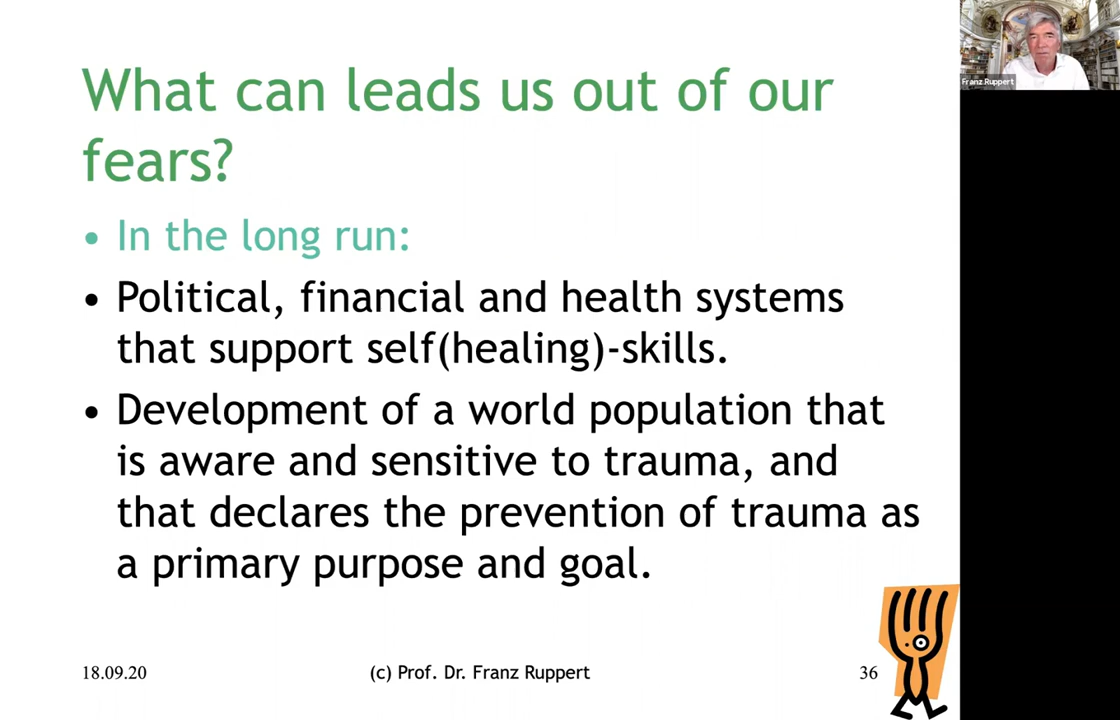 What can leads us out of our
fears?
• In the long run:
• Political, financial and health systems
that support self(healing)-skills.
• Development of a world population that
is aware and sensitive to trauma, and
that declares the prevention of trauma as
a primary purpose and goal.
18.09.20
(c) Prof. Dr. Franz Ruppert
36
Franz Ruppert